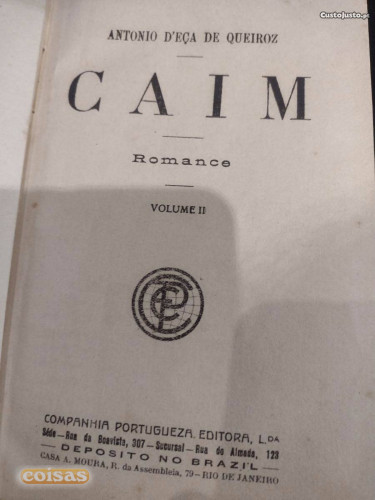 CustoJusto.pt
ANTONIO D'EÇA DE QUEIROZ
CAIM
Romance
VOLUME II
CPE
COMPANHIA PORTUGUEZA EDITORA, L.DA
Séde—Rua da Boavista, 307—Sucursal—Rua do Almada, 123
DEPOSITO NO BRAZIL
CASA A. MOURA, R. da Assembleia, 79—RIO DE JANEIRO
coisas